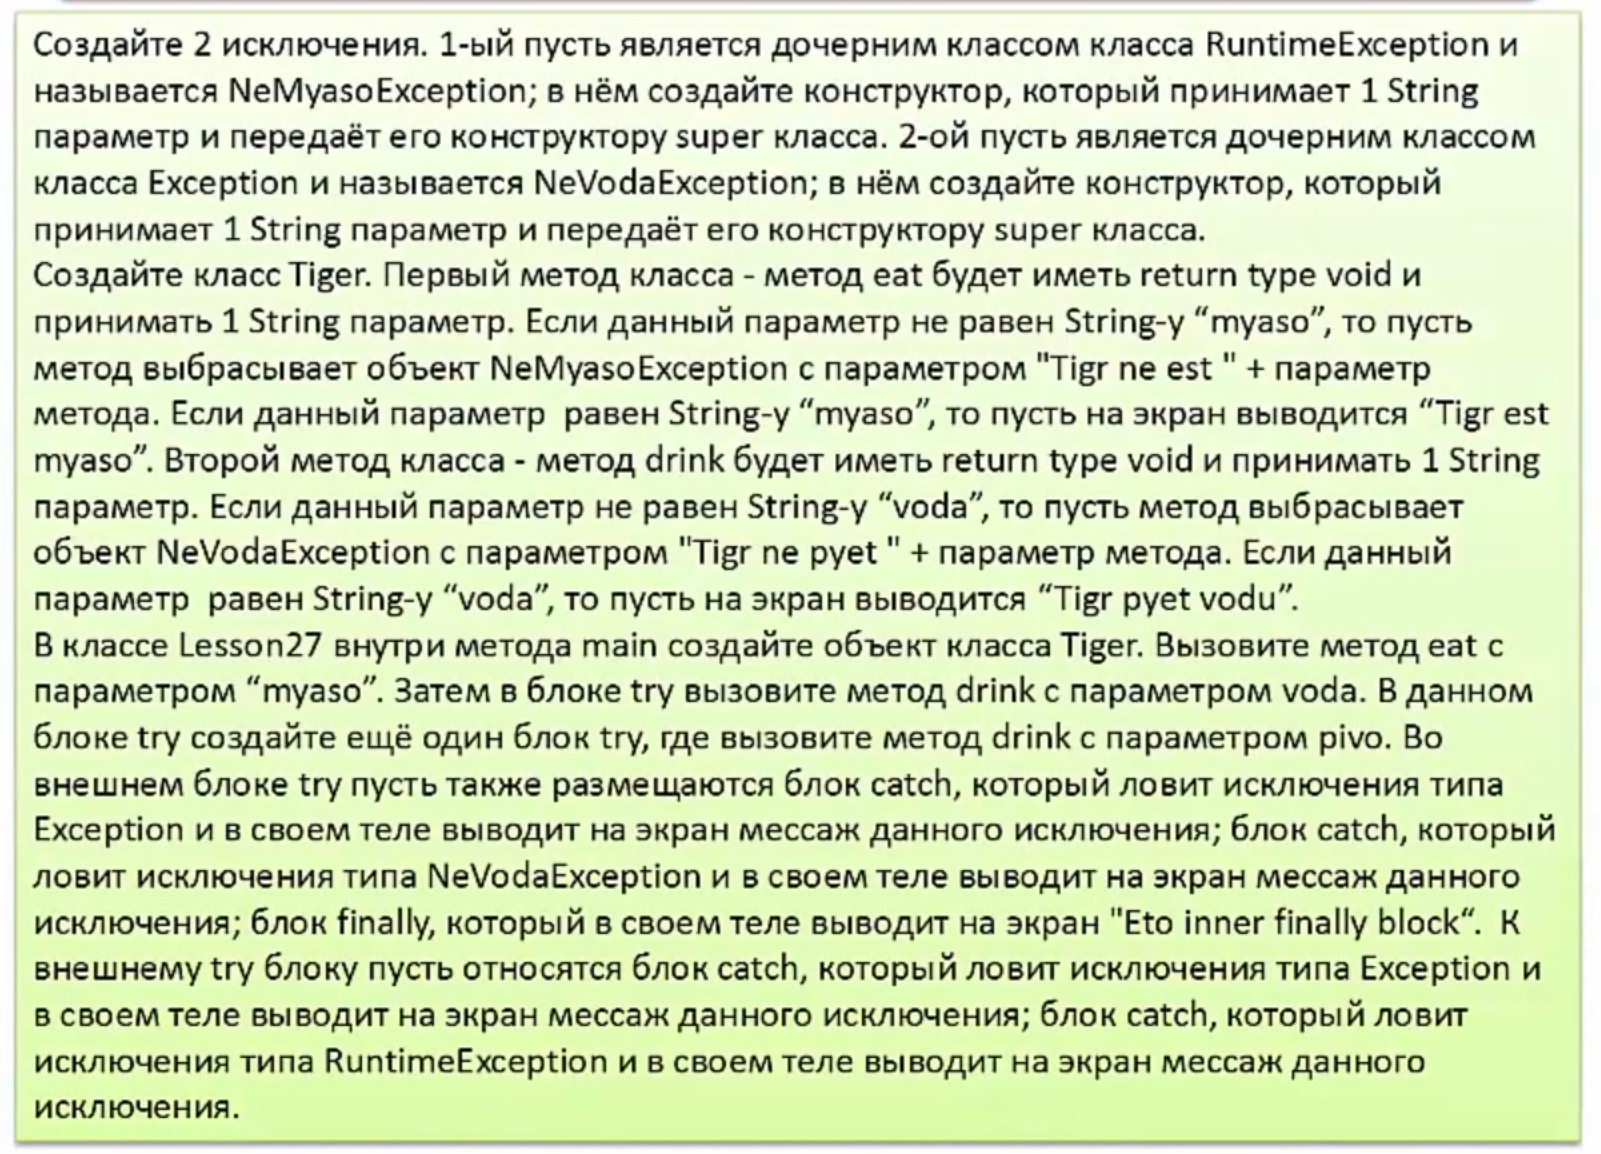 Создайте 2 исключения. 1-ый пусть является дочерним классом класса RuntimeException и
называется NeMyasoException; в нём создайте конструктор, который принимает 1 String
параметр и передаёт его конструктору super класса. 2-ой пусть является дочерним классом
класса Exception и называется NeVodaException; в нём создайте конструктор, который
принимает 1 String параметр и передаёт его конструктору super класса.
Создайте класс Tiger. Первый метод класса - метод eat будет иметь return type void и
принимать 1 String параметр. Если данный параметр не равен String-у “myaso”, то пусть
метод выбрасывает объект NeMyasoException с параметром "Tigr ne est " + параметр
метода. Если данный параметр  равен String-у “myaso”, то пусть на экран выводится “Tigr est
myaso”. Второй метод класса - метод drink будет иметь return type void и принимать 1 String
параметр. Если данный параметр не равен String-у “voda”, то пусть метод выбрасывает
объект NeVodaException с параметром "Tigr ne pyet " + параметр метода. Если данный
параметр  равен String-у “voda”, то пусть на экран выводится “Tigr pyet vodu”.
В классе Lesson27 внутри метода main создайте объект класса Tiger. Вызовите метод eat с
параметром “myaso”. Затем в блоке try вызовите метод drink с параметром voda. В данном
блоке try создайте ещё один блок try, где вызовите метод drink с параметром pivo. Во
внешнем блоке try пусть также размещаются блок catch, который ловит исключения типа
Exception и в своем теле выводит на экран мессаж данного исключения; блок catch, который
ловит исключения типа NeVodaException и в своем теле выводит на экран мессаж данного
исключения; блок finally, который в своем теле выводит на экран "Eto inner finally block“.  К
внешнему try блоку пусть относятся блок catch, который ловит исключения типа Exception и
в своем теле выводит на экран мессаж данного исключения; блок catch, который ловит
исключения типа RuntimeException и в своем теле выводит на экран мессаж данного
исключения.